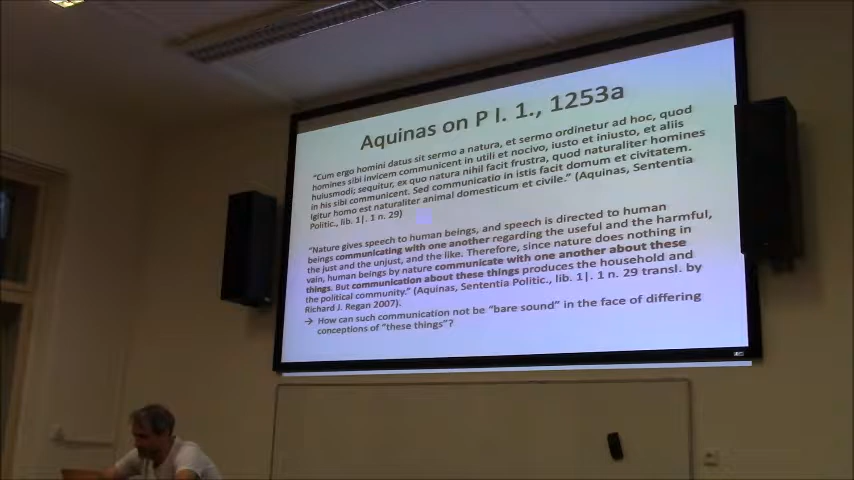 Aquinas on P I. 1., 1253a
"Cum ergo homini datus sit sermo a natura, et sermo ordinetur ad hoc, quod
homines sibi invicem communicent in utili et nocivo, iusto et iniusto, et aliis
huiusmodi; sequitur, ex quo natura nihil facit frustra, quod naturaliter homines
in his sibi communicent. Sed communicatio in istis facit domum et civitatem.
Igitur homo est naturaliter animal domesticum et civile." (Aquinas, Sententia
Politic., lib. 1|. 1 n. 29)
"Nature gives speech to human beings, and speech is directed to human
beings communicating with one another regarding the useful and the harmful,
the just and the unjust, and the like. Therefore, since nature does nothing in
vain, human beings by nature communicate with one another about these
things. But communication about these things produces the household and
the political community." (Aquinas, Sententia Politic., lib. 1|. 1 n. 29 transl. by
Richard J. Regan 2007).
→ How can such communication not be "bare sound" in the face of differing
conceptions of "these things"?